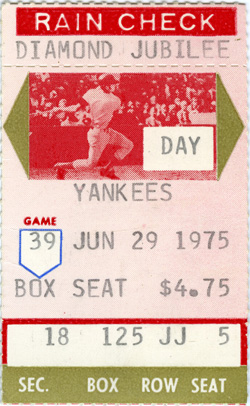 RAIN CHECK
DIAMOND JUBILEE
DAY
YANKEES
GAME
39 JUN 29 1975
BOX SEAT $4.75
18 125 JJ 5
SEC. BOX ROW SEAT